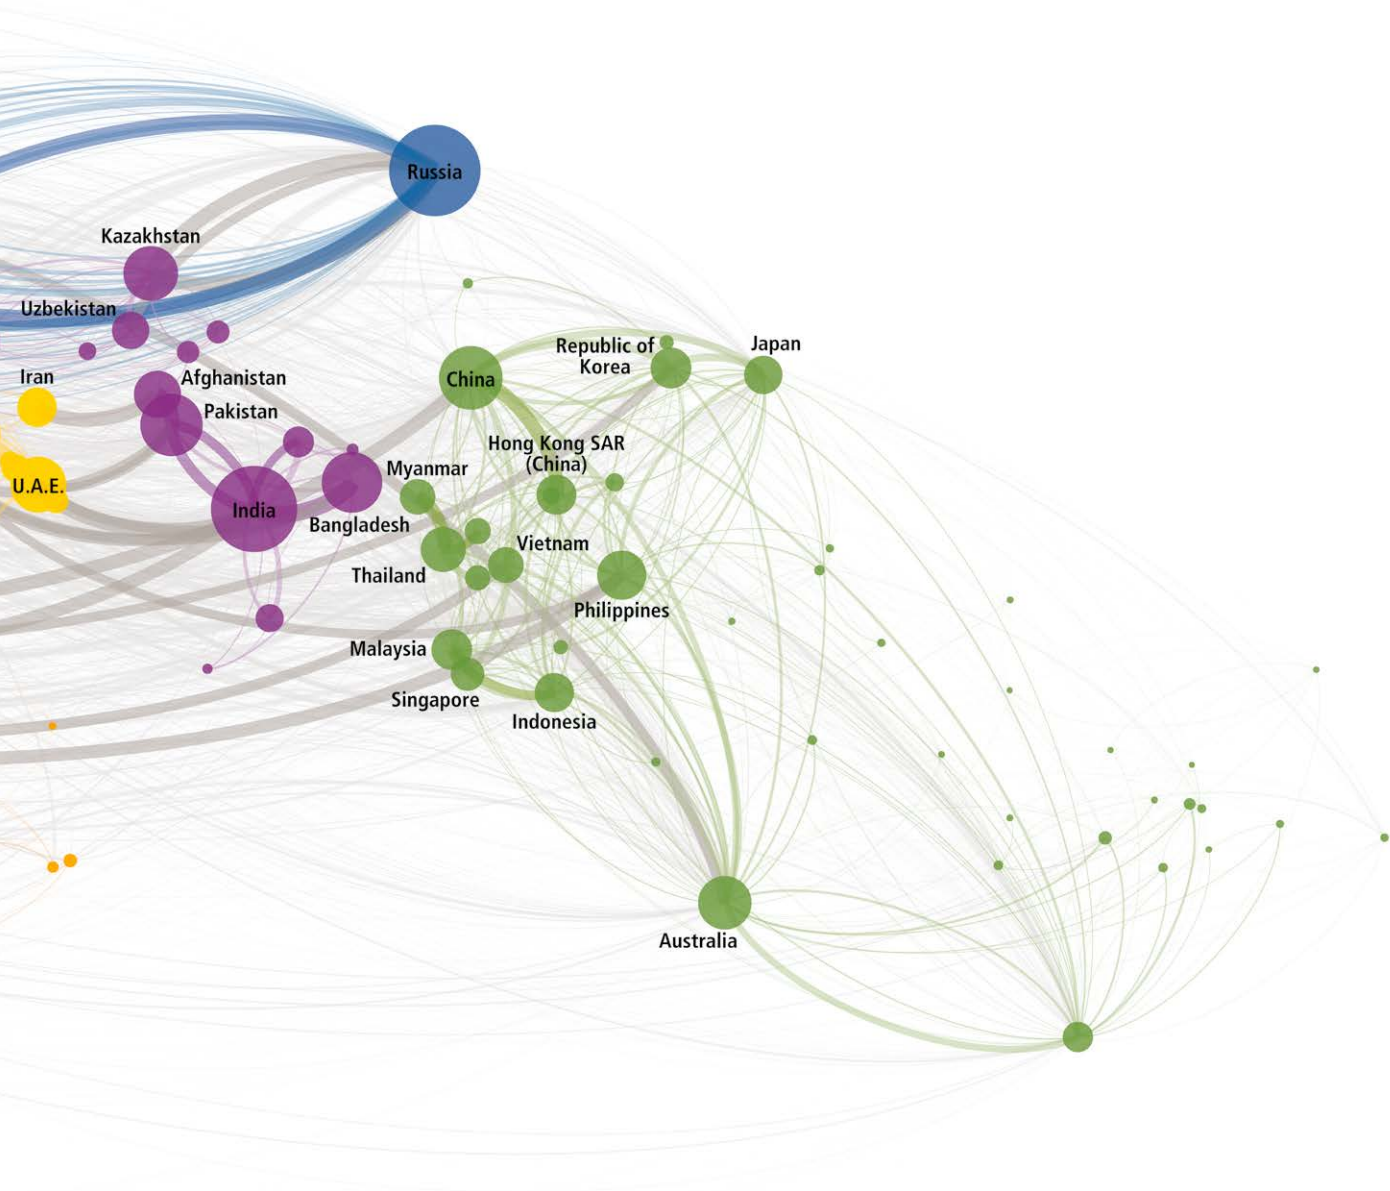 Russia
Kazakhstan
Uzbekistan
Iran
Afghanistan
Pakistan
U.A.E.
India
Bangladesh
China
Republic of
Korea
Japan
Hong Kong SAR
(China)
Myanmar
Vietnam
Thailand
Philippines
Malaysia
Singapore
Indonesia
Australia